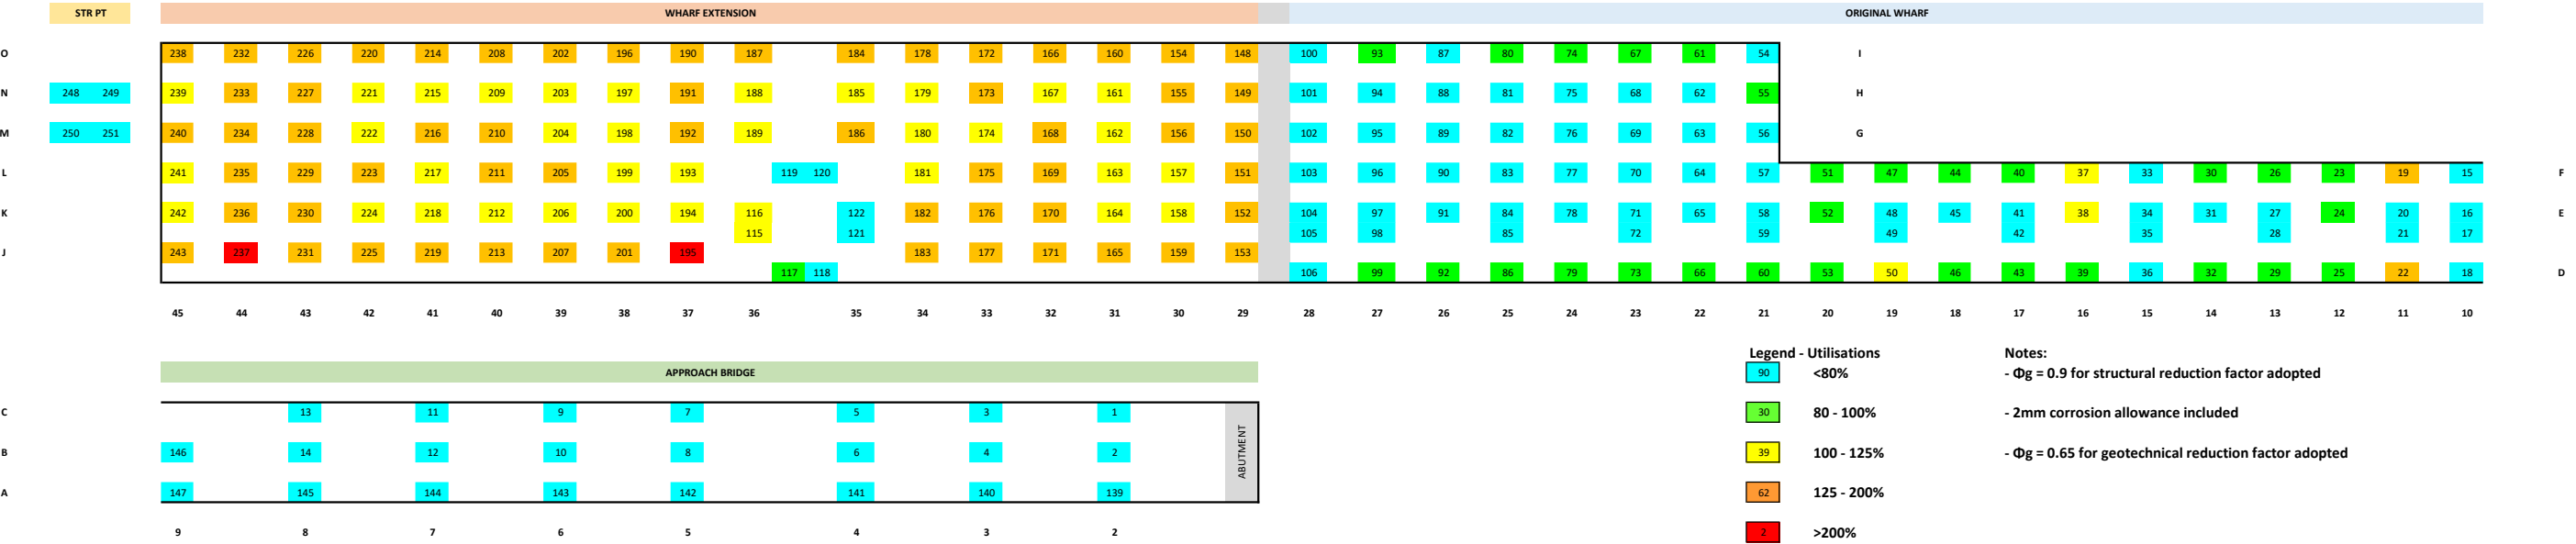 STR PT WHARF EXTENSION ORIGINAL WHARF
O 238 232 226 220 214 208 202 196 190 187 184 178 172 166 160 154 148 100 93 87 80 74 67 61 54 I
N 248 249 239 233 227 221 215 209 203 197 191 188 185 179 173 167 161 155 149 101 94 88 81 75 68 62 55 H
M 250 251 240 234 228 222 216 210 204 198 192 189 186 180 174 168 162 156 150 102 95 89 82 76 69 63 56 G
L 241 235 229 223 217 211 205 199 193 119 120 181 175 169 163 157 151 103 96 90 83 77 70 64 57 51 47 44 40 37 33 30 26 23 19 15 F
K 242 236 230 224 218 212 206 200 194 116 122 182 176 170 164 158 152 104 97 91 84 78 71 65 58 52 48 45 41 38 34 31 27 24 20 16 E
115 121 105 98 85 72 59 49 42 35 28 21 17
J 243 237 231 225 219 213 207 201 195 183 177 171 165 159 153
117 118 106 99 92 86 79 73 66 60 53 50 46 43 39 36 32 29 25 22 18 D
45 44 43 42 41 40 39 38 37 36 35 34 33 32 31 30 29 28 27 26 25 24 23 22 21 20 19 18 17 16 15 14 13 12 11 10
APPROACH BRIDGE
C 13 11 9 7 5 3 1
B 146 14 12 10 8 6 4 2
A 147 145 144 143 142 141 140 139
ABUTMENT
9 8 7 6 5 4 3 2
Legend - Utilisations
90 <80%
30 80 - 100%
39 100 - 125%
62 125 - 200%
2 >200%
Notes:
- Φg = 0.9 for structural reduction factor adopted
- 2mm corrosion allowance included
- Φg = 0.65 for geotechnical reduction factor adopted